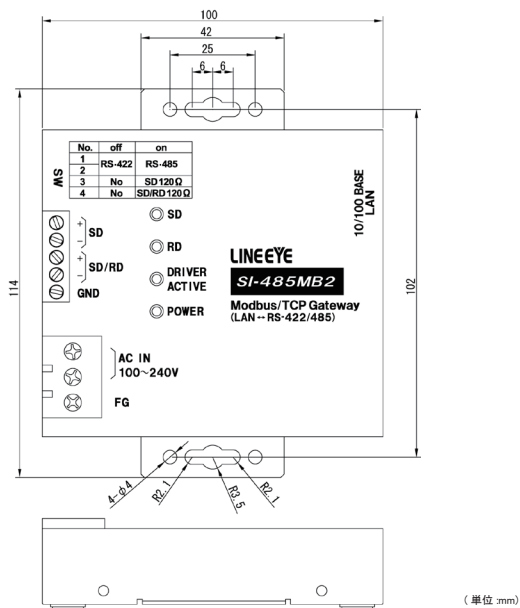 100
42
25
6 6
No. off on
1 RS-422 RS-485
2
3 No SD120Ω
4 No SD/RD120Ω
SW
10/100 BASE
LAN
+ SD
−
+ SD/RD
−
GND
SD
RD
DRIVER
ACTIVE
POWER
LINEEYE
SI-485MB2
Modbus/TCP Gateway
(LAN↔RS-422/485)
AC IN
100~240V
FG
114
102
4-φ4
R2.1
R3.5
R2.1
(単位:mm)